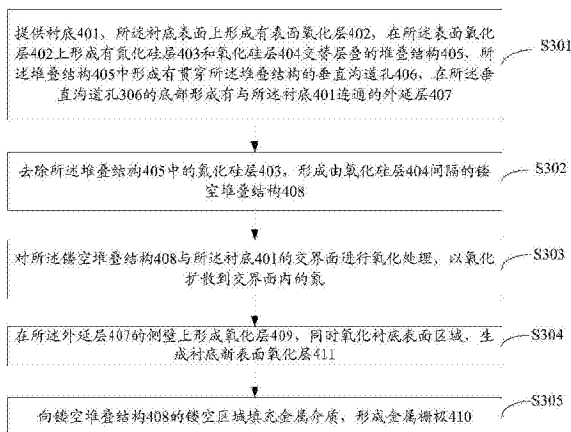 提供衬底401，所述衬底表面上形成有表面氧化层402，在所述表面氧化
层402上形成有氮化硅层403和氧化硅层404交替层叠的堆叠结构405，所
述堆叠结构405中形成有贯穿所述堆叠结构的垂直沟道孔406，在所述垂
直沟道孔306的底部形成有与所述衬底401连通的外延层407
S301
去除所述堆叠结构405中的氮化硅层403，形成由氧化硅层404间隔的镂
空堆叠结构408
S302
对所述镂空堆叠结构408与所述衬底401的交界面进行氧化处理，以氧化
扩散到交界面内的氮
S303
在所述外延层407的侧壁上形成氧化层409，同时氧化衬底表面区域，生
成衬底新表面氧化层411
S304
向镂空堆叠结构408的镂空区域填充金属介质，形成金属栅极410
S305